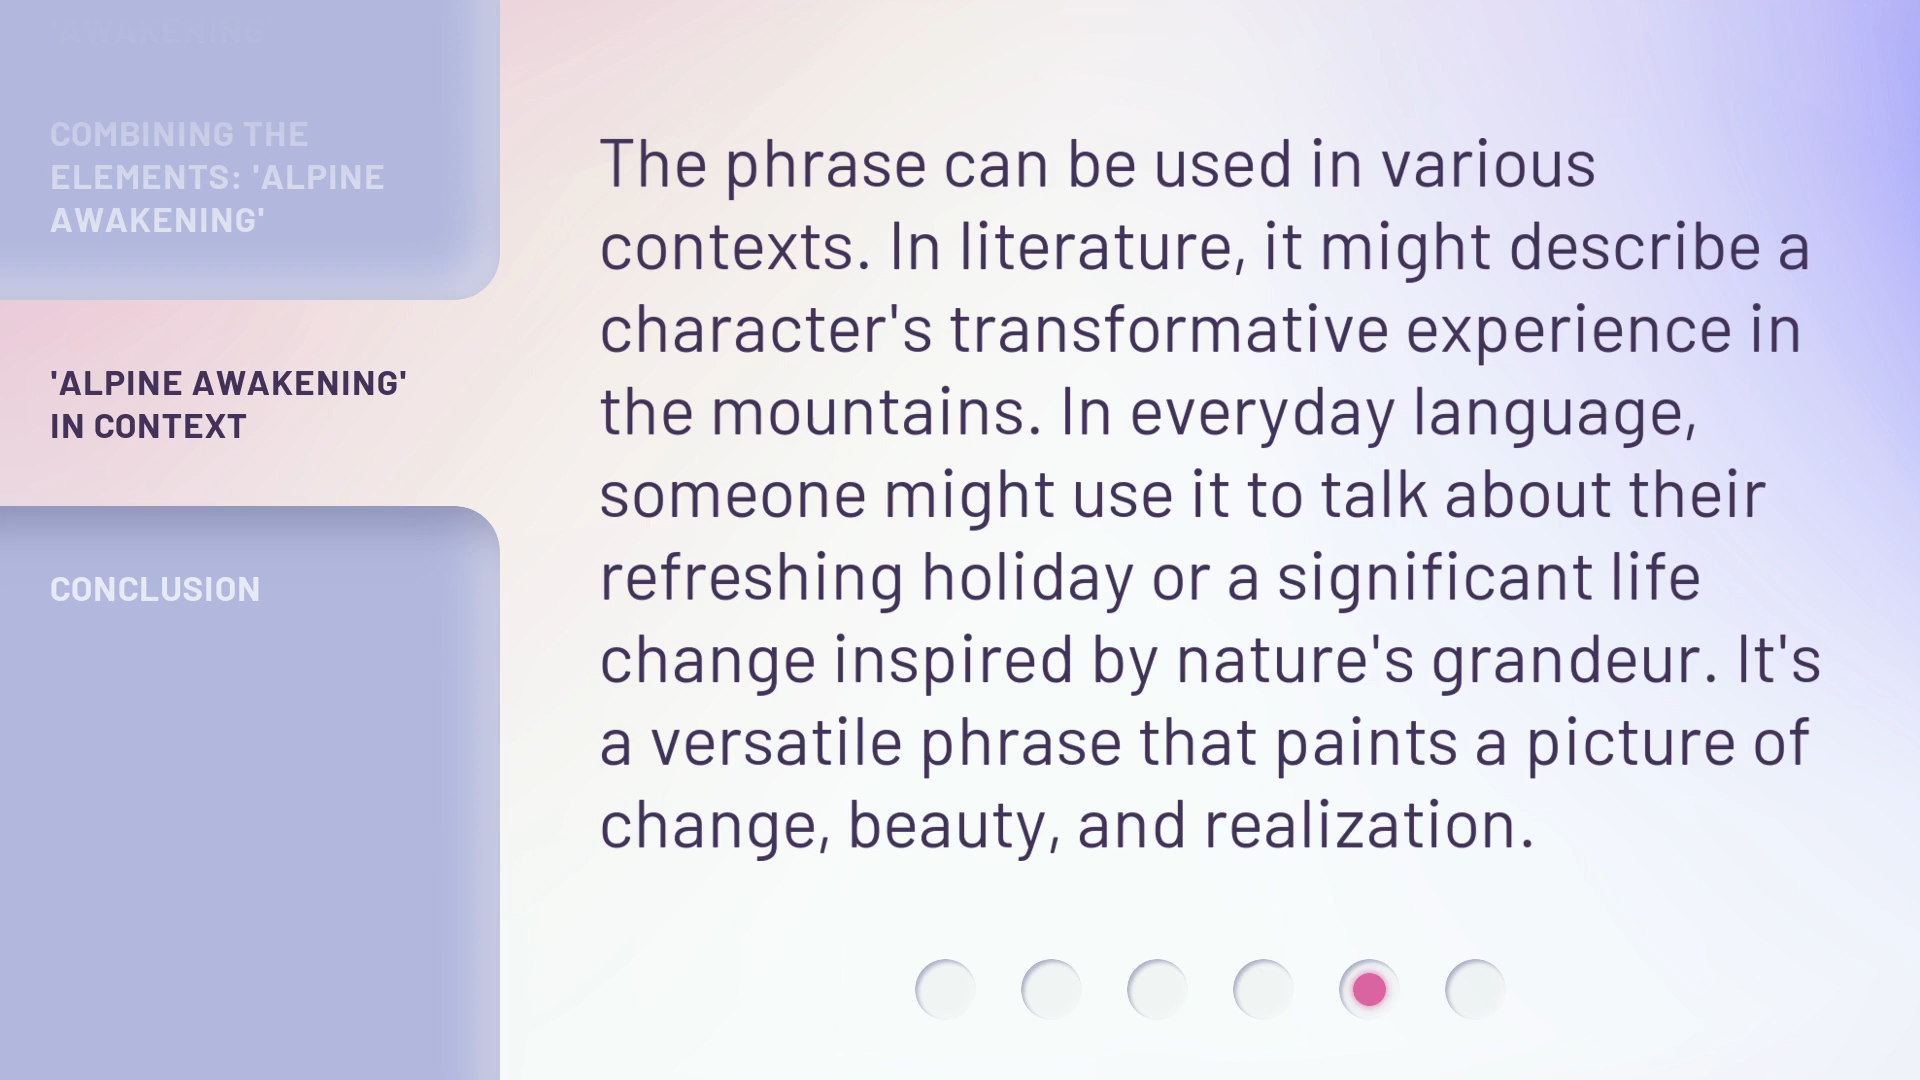 AWAKENING
COMBINING THE
ELEMENTS: 'ALPINE
AWAKENING'
'ALPINE AWAKENING'
IN CONTEXT
CONCLUSION
The phrase can be used in various
contexts. In literature, it might describe a
character's transformative experience in
the mountains. In everyday language,
someone might use it to talk about their
refreshing holiday or a significant life
change inspired by nature's grandeur. It's
a versatile phrase that paints a picture of
change, beauty, and realization.